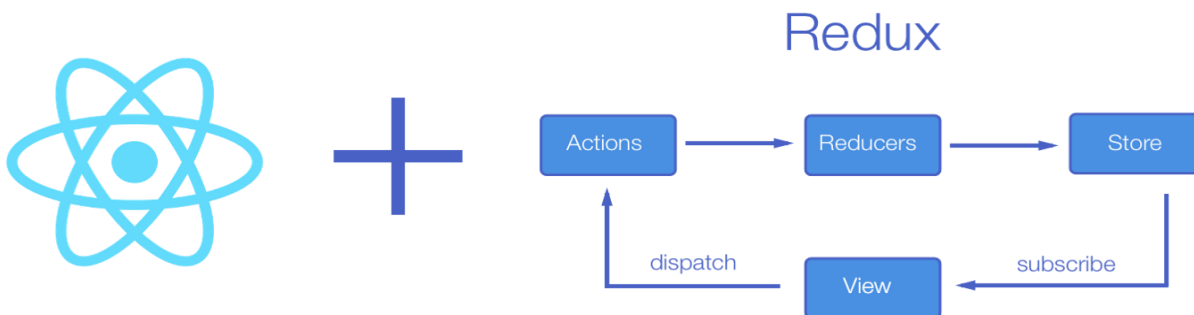 Redux
Actions
Reducers
Store
dispatch
subscribe
View